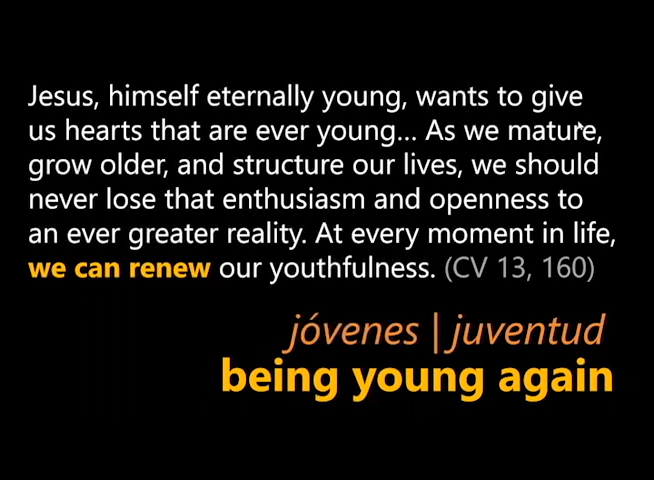 Jesus, himself eternally young, wants to give
us hearts that are ever young... As we mature,
grow older, and structure our lives, we should
never lose that enthusiasm and openness to
an ever greater reality. At every moment in life,
we can renew our youthfulness. (CV 13, 160)
jóvenes | juventud
being young again